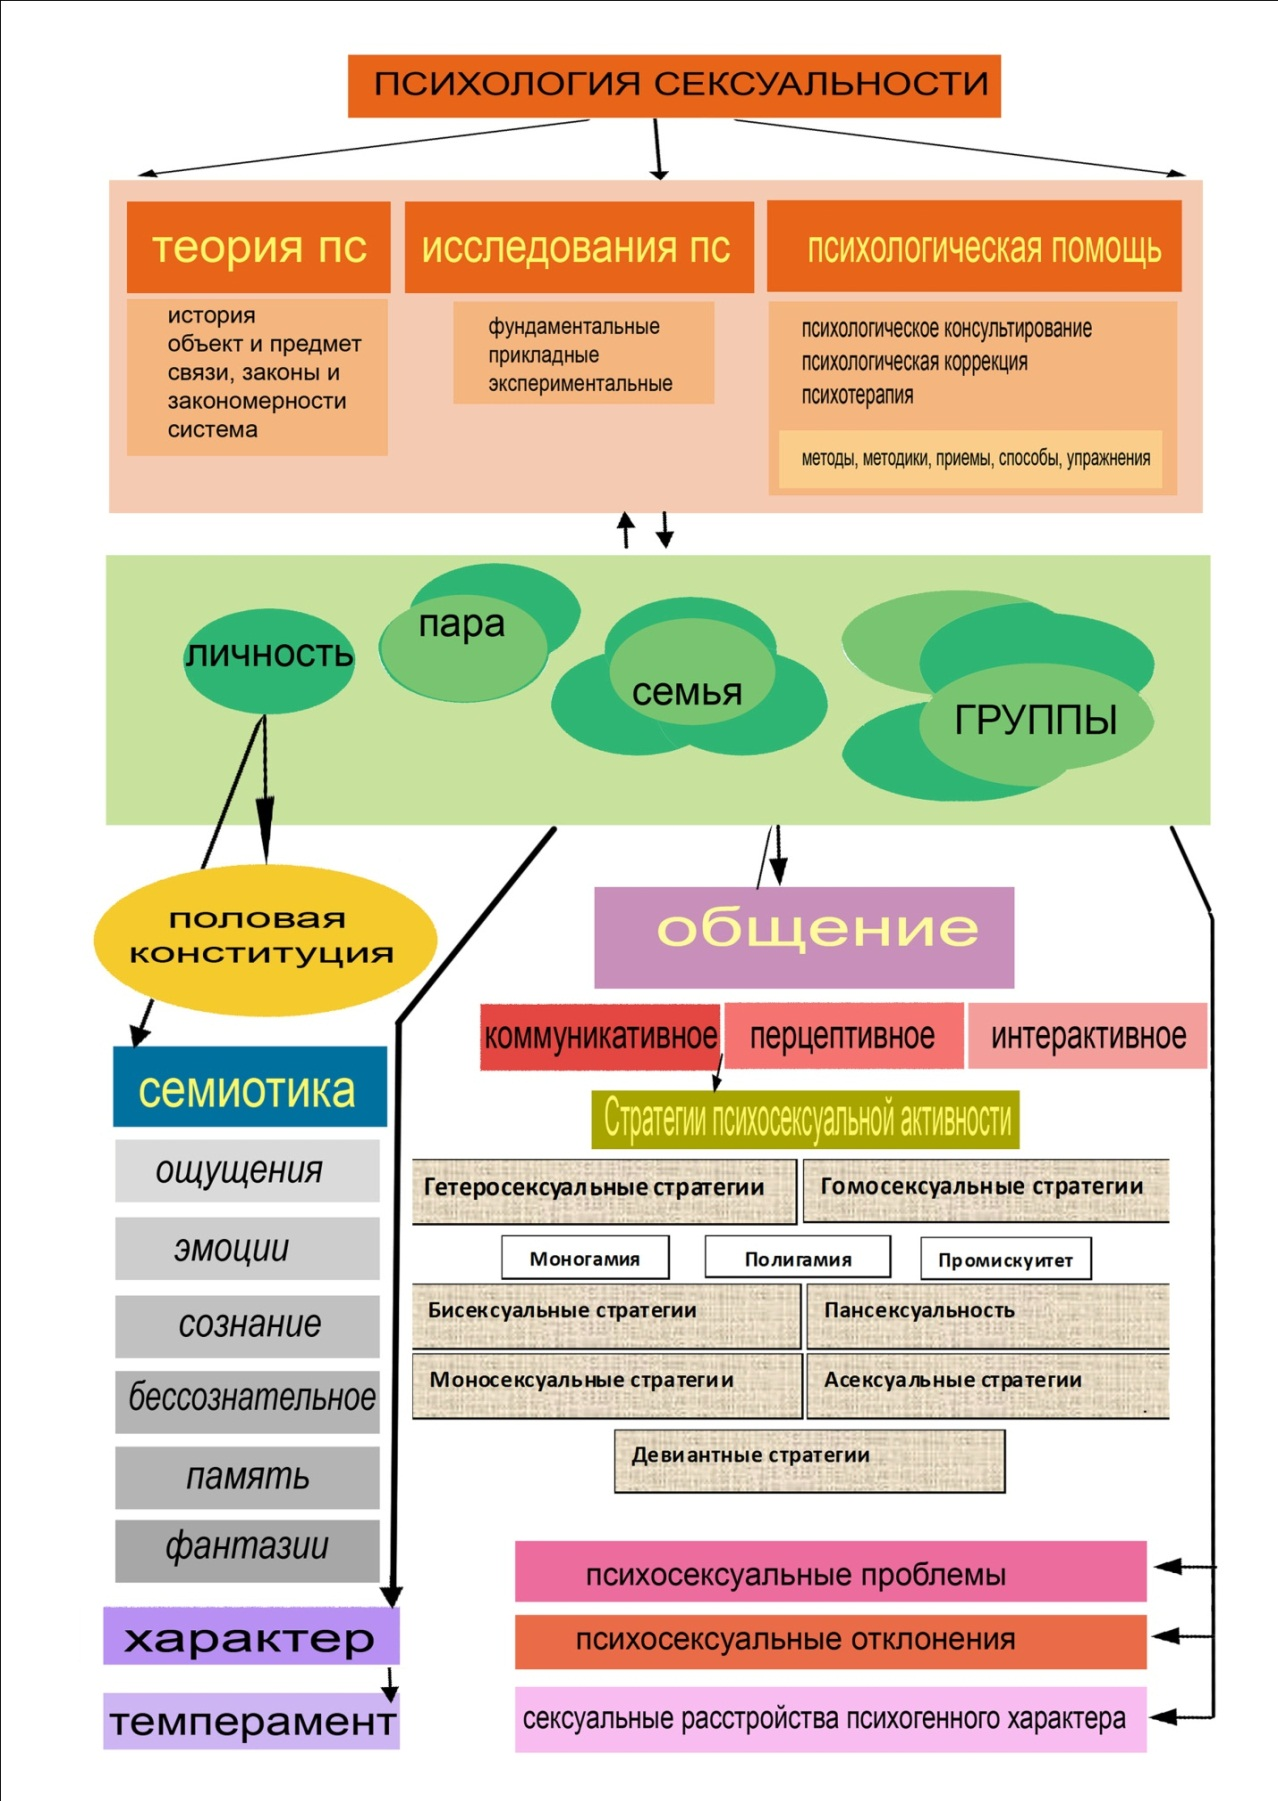 ПСИХОЛОГИЯ СЕКСУАЛЬНОСТИ
теория пс
история
объект и предмет
связи, законы и
закономерности
система
исследования пс
фундаментальные
прикладные
экспериментальные
психологическая помощь
психологическое консультирование
психологическая коррекция
психотерапия
методы, методики, приемы, способы, упражнения
личность
пара
семья
ГРУППЫ
половая
конституция
семиотика
ощущения
эмоции
сознание
бессознательное
память
фантазии
характер
темперамент
общение
коммуникативное
перцептивное
интерактивное
Стратегии психосексуальной активности
Гетеросексуальные стратегии
Гомосексуальные стратегии
Моногамия
Полигамия
Промискуитет
Бисексуальные стратегии
Пансексуальность
Моносексуальные стратегии
Асексуальные стратегии
Девиантные стратегии
психосексуальные проблемы
психосексуальные отклонения
сексуальные расстройства психогенного характера